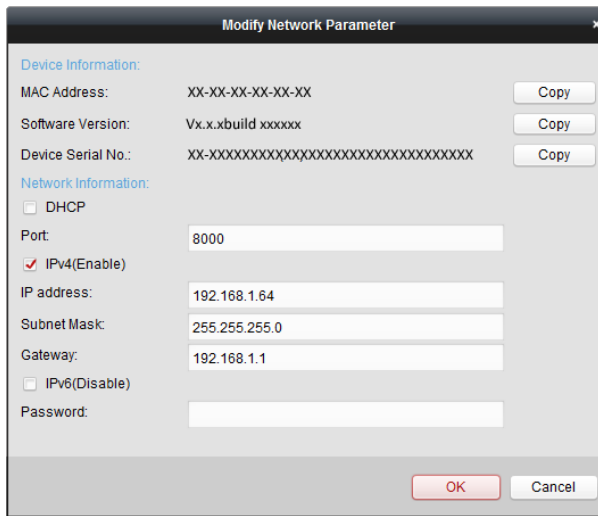 Modify Network Parameter ×
Device Information:
MAC Address: XX-XX-XX-XX-XX-XX Copy
Software Version: Vx.x.xbuild xxxxxx Copy
Device Serial No.: XX-XXXXXXXXXXXXXXXXXXXXXXXXXXXXXXX Copy
Network Information:
DHCP
Port: 8000
IPv4(Enable)
IP address: 192.168.1.64
Subnet Mask: 255.255.255.0
Gateway: 192.168.1.1
IPv6(Disable)
Password:
OK Cancel